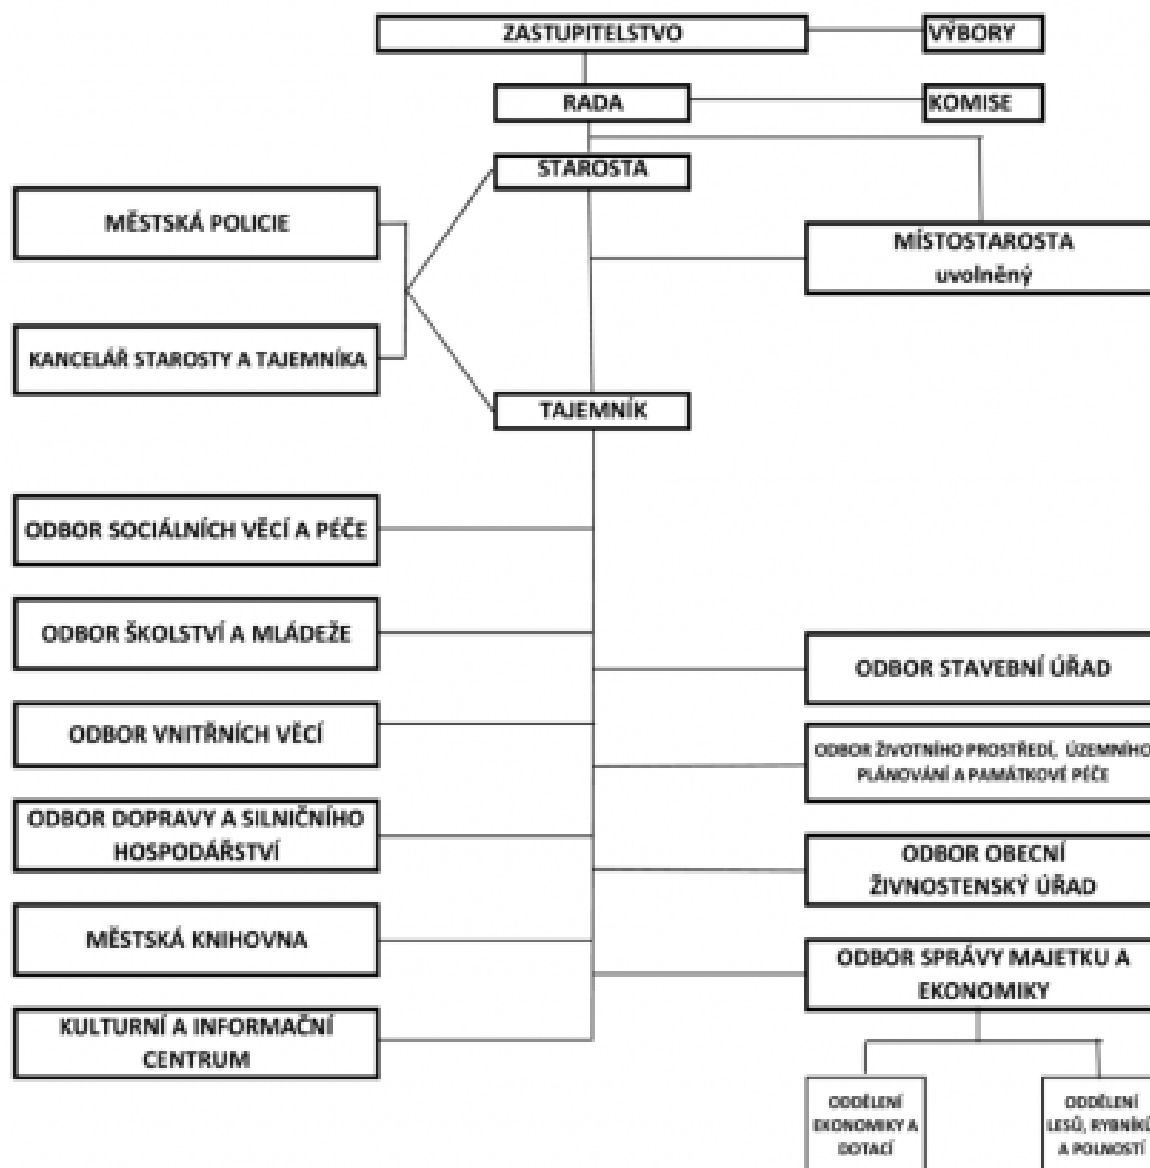 ZASTUPITELSTVO
VÝBORY
RADA
KOMISE
STAROSTA
MĚSTSKÁ POLICIE
MÍSTOSTAROSTA
uvolněný
KANCELÁŘ STAROSTY A TAJEMNÍKA
TAJEMNÍK
ODBOR SOCIÁLNÍCH VĚCÍ A PÉČE
ODBOR ŠKOLSTVÍ A MLÁDEŽE
ODBOR STAVEBNÍ ÚŘAD
ODBOR VNITŘNÍCH VĚCÍ
ODBOR ŽIVOTNÍHO PROSTŘEDÍ, ÚZEMNÍHO
PLÁNOVÁNÍ A PAMÁTKOVÉ PÉČE
ODBOR DOPRAVY A SILNIČNÍHO
HOSPODÁŘSTVÍ
ODBOR OBECNÍ
ŽIVNOSTENSKÝ ÚŘAD
MĚSTSKÁ KNIHOVNA
ODBOR SPRÁVY MAJETKU A
EKONOMIKY
KULTURNÍ A INFORMAČNÍ
CENTRUM
ODDĚLENÍ
EKONOMIKY A
DOTACÍ
ODDĚLENÍ
LESŮ, RYBNÍKŮ
A POLNOSTÍ